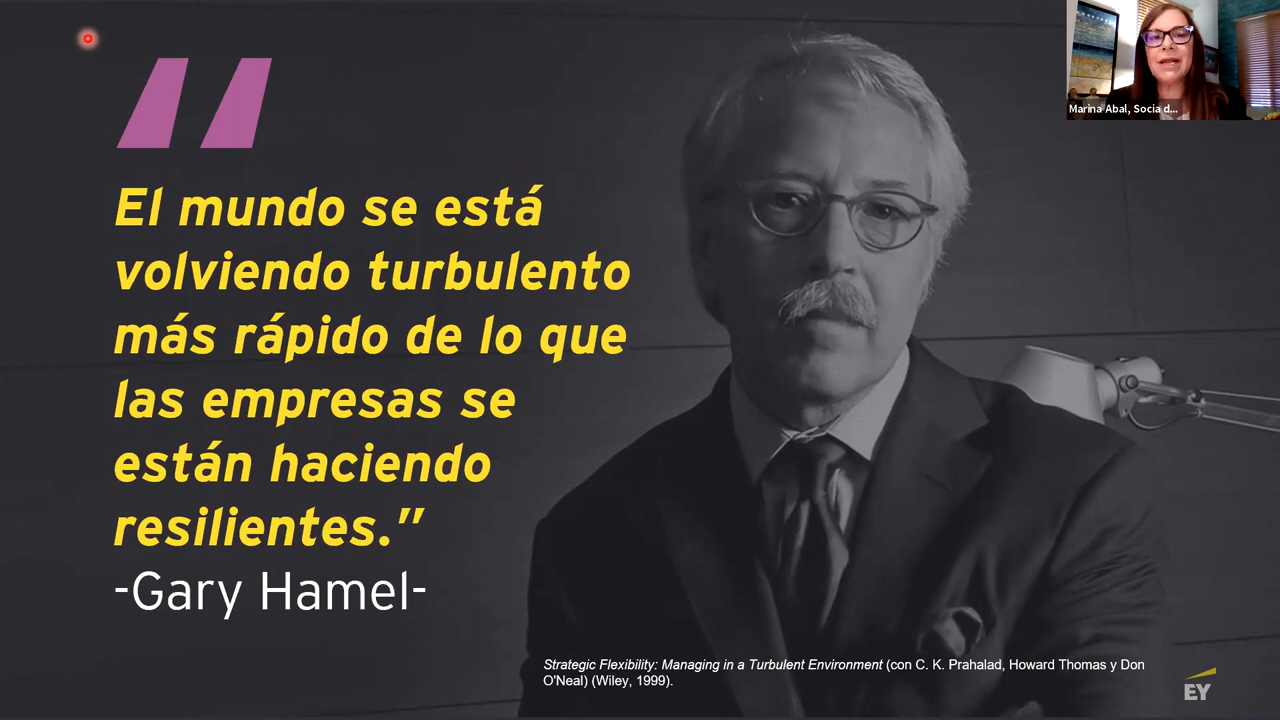 Marina Abal, Socia d...
El mundo se está
volviendo turbulento
más rápido de lo que
las empresas se
están haciendo
resilientes.”
-Gary Hamel-
Strategic Flexibility: Managing in a Turbulent Environment (con C. K. Prahalad, Howard Thomas y Don
O'Neal) (Wiley, 1999).
EY